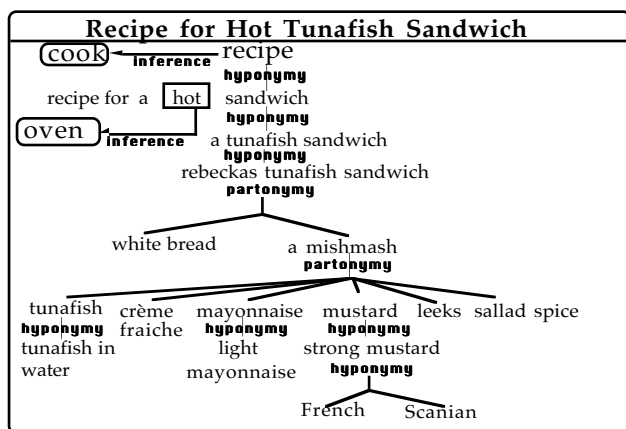 Recipe for Hot Tunafish Sandwich
cook inference recipe
hyponymy
recipe for a hot sandwich
hyponymy
oven inference a tunafish sandwich
hyponymy
rebeckas tunafish sandwich
partonymy
white bread a mishmash
partonymy
tunafish crème mayonnaise mustard leeks sallad spice
hyponymy fraiche hyponymy hyponymy
tunafish in light strong mustard
water mayonnaise hyponymy
French Scanian